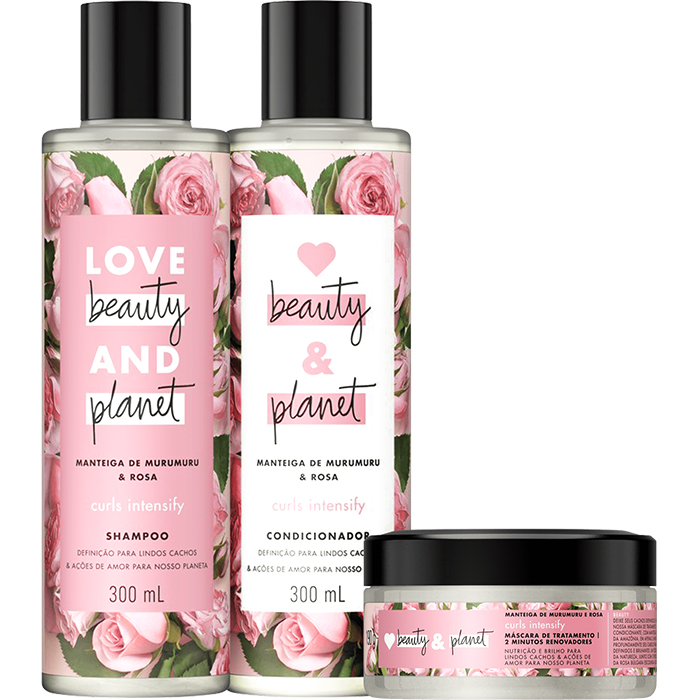 LOVE
beauty
AND
planet
MANTEIGA DE MURUMURU
& ROSA
curls intensify
SHAMPOO
DEFINIÇÃO PARA LINDOS CACHOS
& AÇÕES DE AMOR PARA NOSSO PLANETA
300 mL
beauty
&
planet
MANTEIGA DE MURUMURU
& ROSA
curls intensify
CONDICIONADOR
DEFINIÇÃO PARA LINDOS
& AÇÕES DE AMOR PARA NOSSO
300 mL
MANTEIGA DE MURUMURU E ROSA
curls intensify
beauty & planet
MÁSCARA DE TRATAMENTO |
2 MINUTOS RENOVADORES
NUTRIÇÃO E BRILHO PARA
LINDOS CACHOS & AÇÕES DE
AMOR PARA NOSSO PLANETA